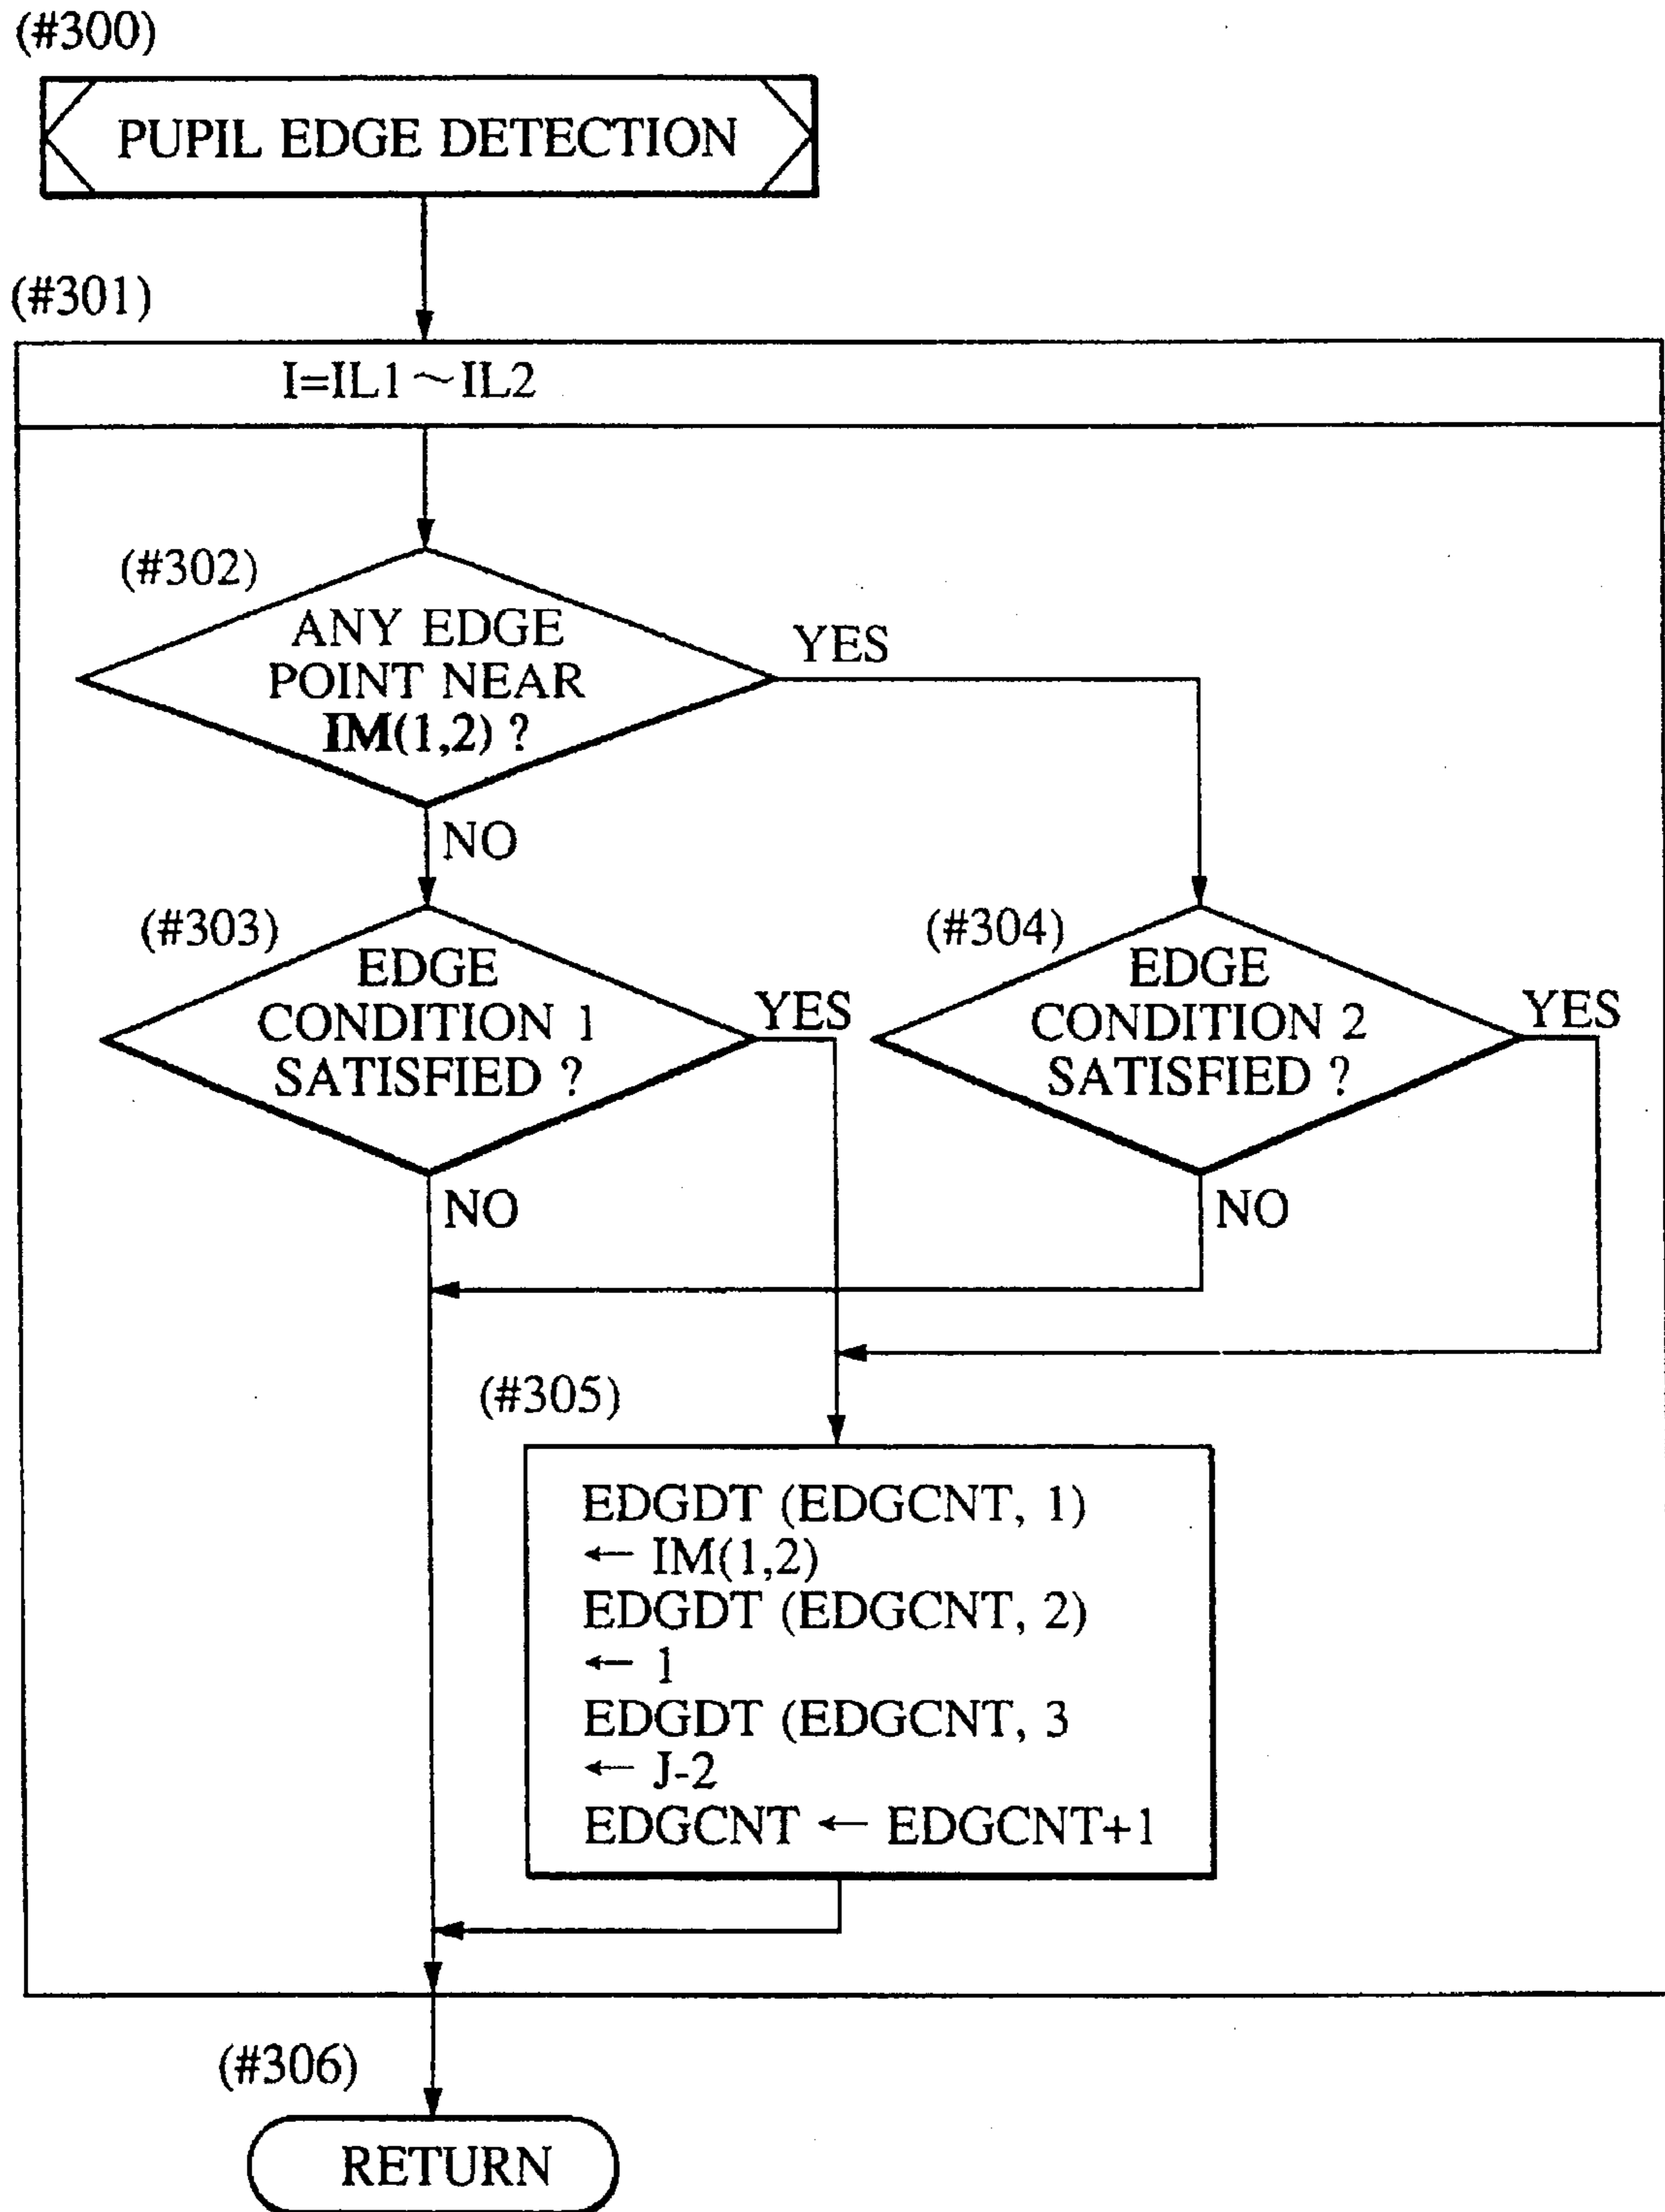 (#300)
PUPIL EDGE DETECTION
(#301)
I=IL1～IL2
(#302)
ANY EDGE
POINT NEAR
IM(1,2) ?
YES
NO
(#303)
EDGE
CONDITION 1
SATISFIED ?
YES
NO
(#304)
EDGE
CONDITION 2
SATISFIED ?
YES
NO
(#305)
EDGDT (EDGCNT, 1)
← IM(1,2)
EDGDT (EDGCNT, 2)
← 1
EDGDT (EDGCNT, 3
← J-2
EDGCNT ← EDGCNT+1
(#306)
RETURN